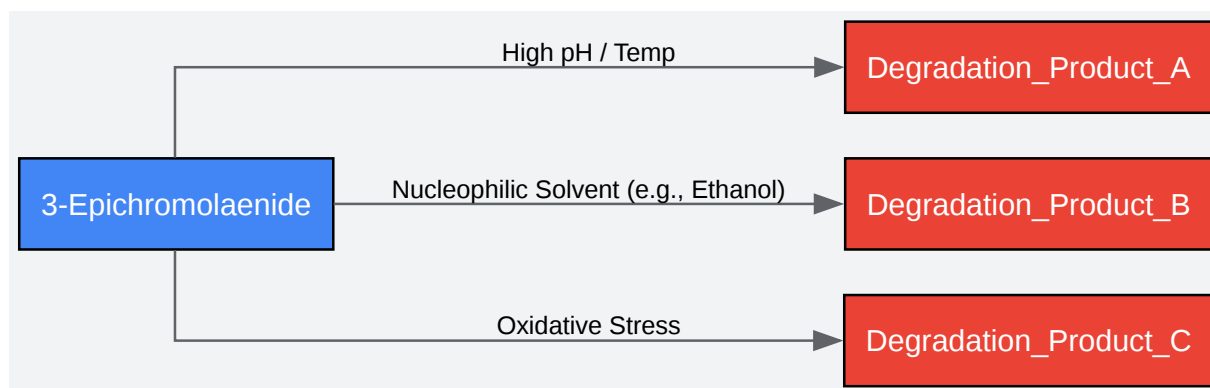 High pH / Temp
Degradation_Product_A
3-Epichromolaenide
Nucleophilic Solvent (e.g., Ethanol)
Degradation_Product_B
Oxidative Stress
Degradation_Product_C